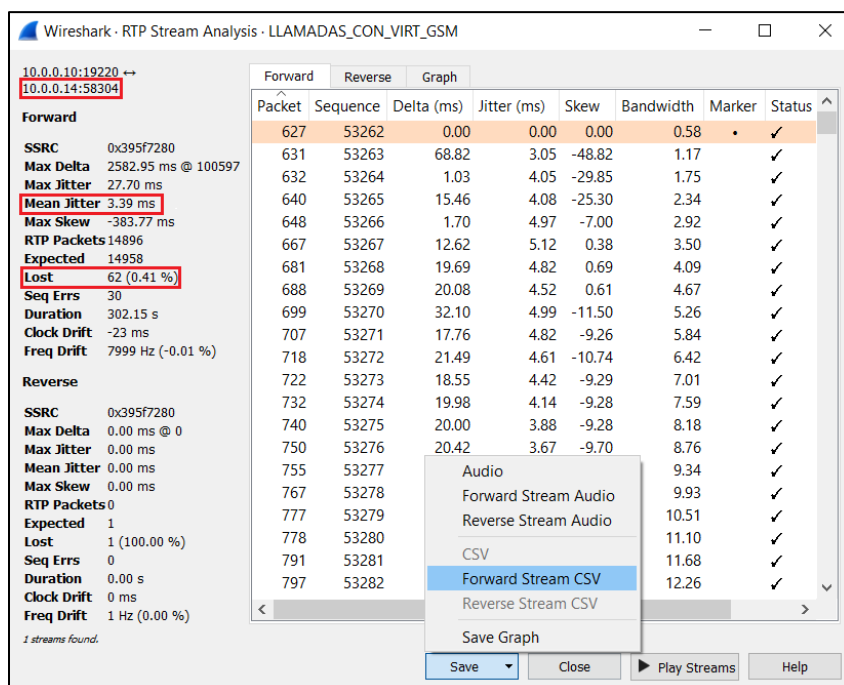 Wireshark · RTP Stream Analysis · LLAMADAS_CON_VIRT_GSM
10.0.0.10:19220 ↔
10.0.0.14:58304
Forward
SSRC 0x395f7280
Max Delta 2582.95 ms @ 100597
Max Jitter 27.70 ms
Mean Jitter 3.39 ms
Max Skew -383.77 ms
RTP Packets 14896
Expected 14958
Lost 62 (0.41 %)
Seq Errs 30
Duration 302.15 s
Clock Drift -23 ms
Freq Drift 7999 Hz (-0.01 %)
Reverse
SSRC 0x395f7280
Max Delta 0.00 ms @ 0
Max Jitter 0.00 ms
Mean Jitter 0.00 ms
Max Skew 0.00 ms
RTP Packets 0
Expected 1
Lost 1 (100.00 %)
Seq Errs 0
Duration 0.00 s
Clock Drift 0 ms
Freq Drift 1 Hz (0.00 %)
1 streams found.
Forward Reverse Graph
Packet Sequence Delta (ms) Jitter (ms) Skew Bandwidth Marker Status
627 53262 0.00 0.00 0.00 0.58 • ✓
631 53263 68.82 3.05 -48.82 1.17 ✓
632 53264 1.03 4.05 -29.85 1.75 ✓
640 53265 15.46 4.08 -25.30 2.34 ✓
648 53266 1.70 4.97 -7.00 2.92 ✓
667 53267 12.62 5.12 0.38 3.50 ✓
681 53268 19.69 4.82 0.69 4.09 ✓
688 53269 20.08 4.52 0.61 4.67 ✓
699 53270 32.10 4.99 -11.50 5.26 ✓
707 53271 17.76 4.82 -9.26 5.84 ✓
718 53272 21.49 4.61 -10.74 6.42 ✓
722 53273 18.55 4.42 -9.29 7.01 ✓
732 53274 19.98 4.14 -9.28 7.59 ✓
740 53275 20.00 3.88 -9.28 8.18 ✓
750 53276 20.42 3.67 -9.70 8.76 ✓
755 53277 9.34 ✓
767 53278 9.93 ✓
777 53279 10.51 ✓
778 53280 11.10 ✓
791 53281 11.68 ✓
797 53282 12.26 ✓
Audio
Forward Stream Audio
Reverse Stream Audio
CSV
Forward Stream CSV
Reverse Stream CSV
Save Graph
Save Close Play Streams Help